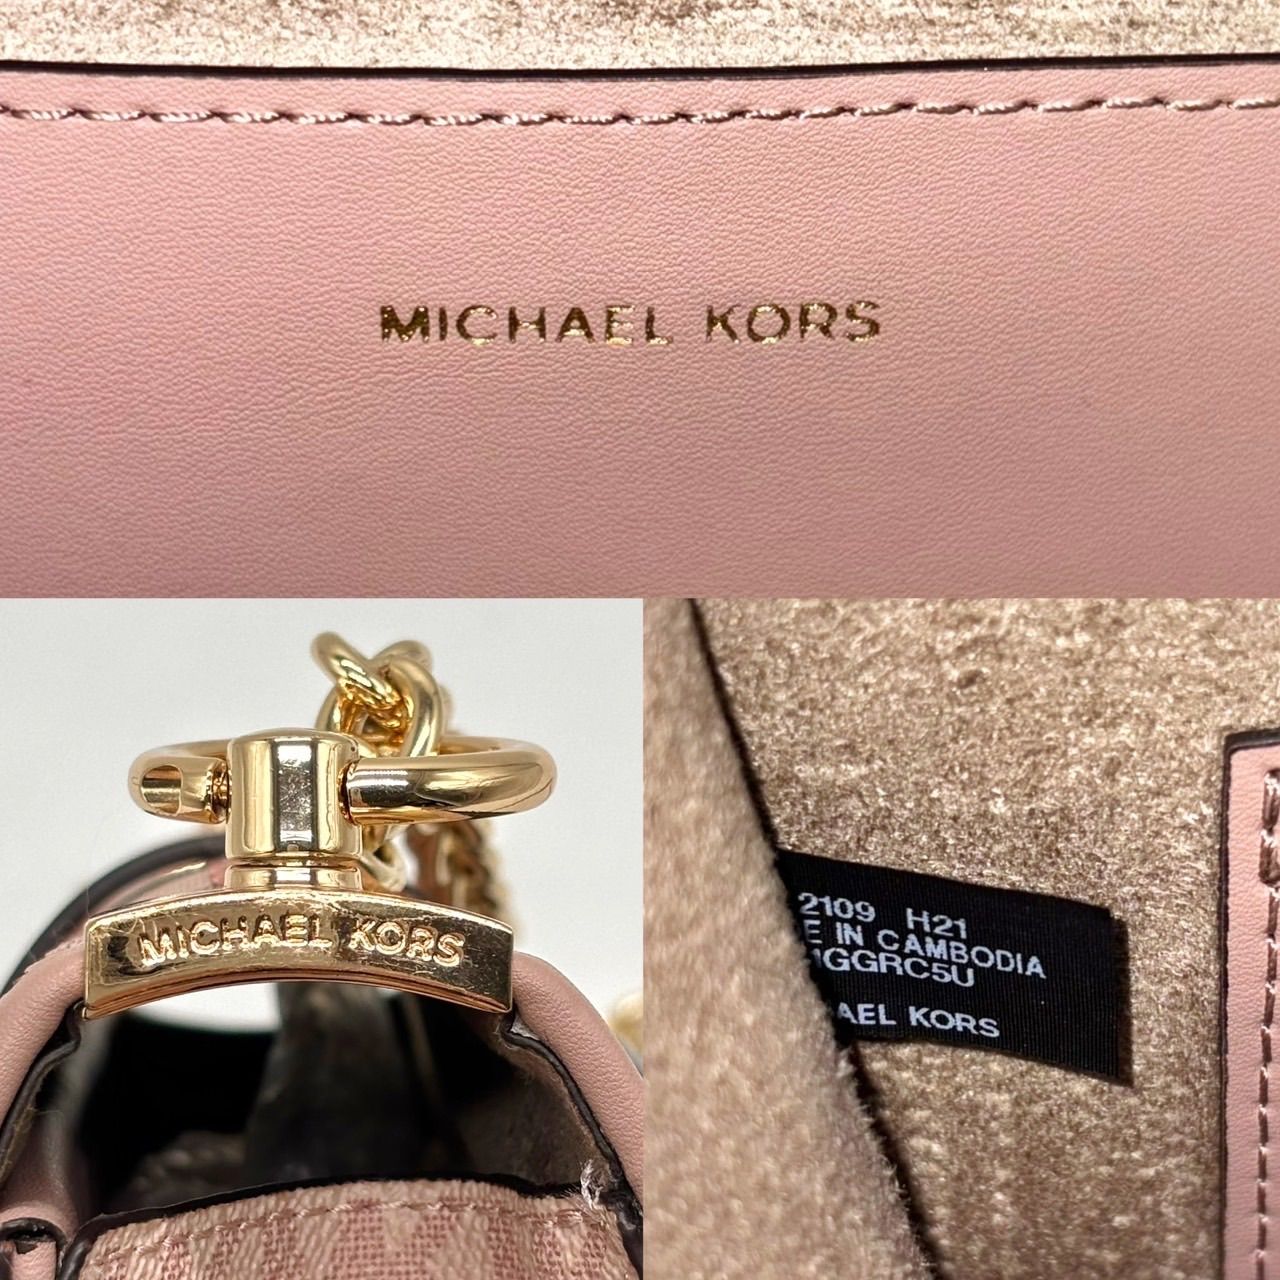 MICHAEL KORS
MICHAEL KORS
2109 H21
E IN CAMBODIA
GGRC5U
AEL KORS